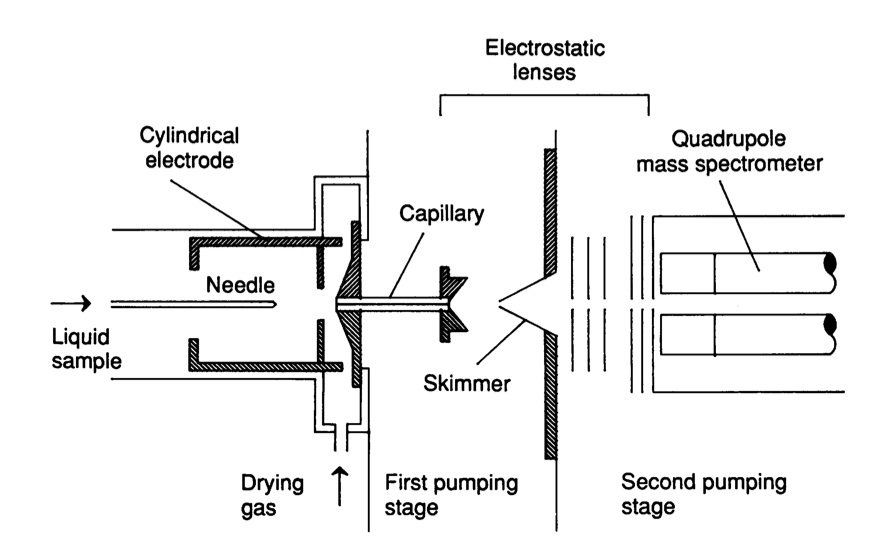 Electrostatic
lenses
Cylindrical
electrode
Quadrupole
mass spectrometer
Capillary
Needle
Liquid
sample
Skimmer
Drying
gas
First pumping
stage
Second pumping
stage